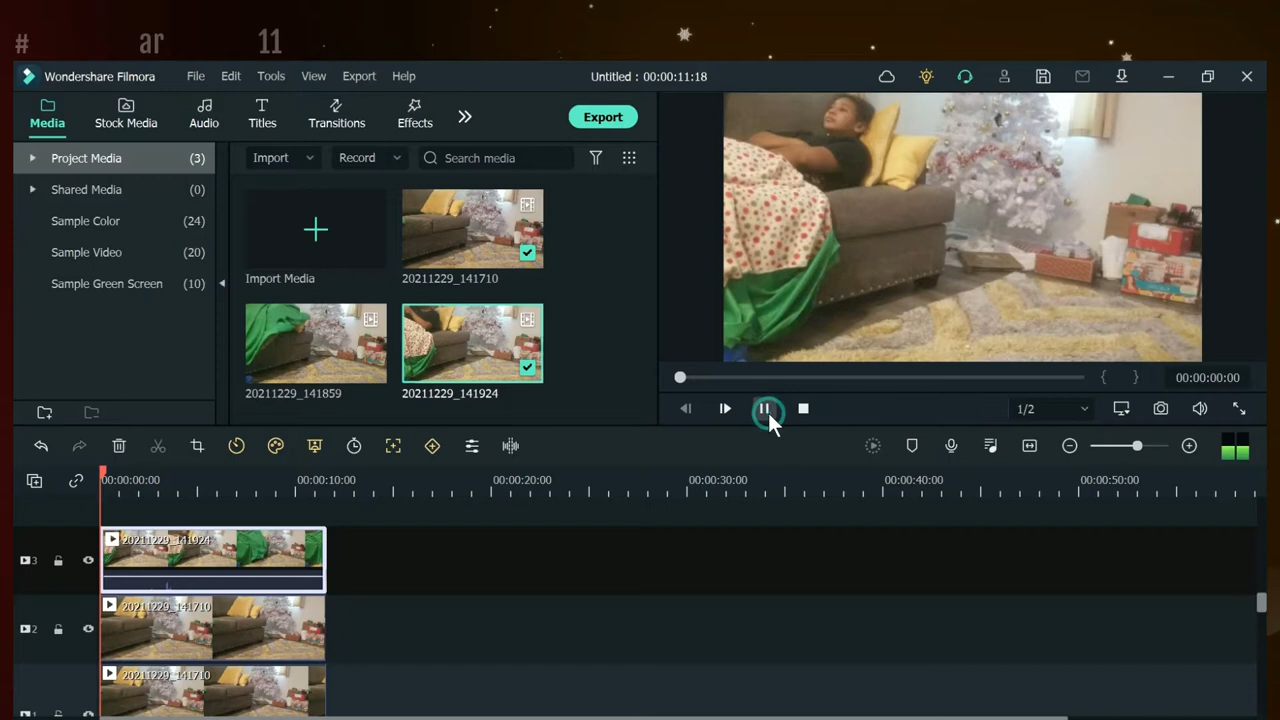 # ar 11
Wondershare Filmora File Edit Tools View Export Help Untitled : 00:00:11:18
Media Stock Media Audio Titles Transitions Effects Export
Project Media (3) Import Record Search media
Shared Media (0)
Sample Color (24)
Sample Video (20)
Sample Green Screen (10)
Import Media 20211229_141710
20211229_141859 20211229_141924
{ } 00:00:00:00
1/2
00:00:00:00 00:00:10:00 00:00:20:00 00:00:30:00 00:00:40:00 00:00:50:00
20211229_141924
3
20211229_141710
2
20211229_141710
1